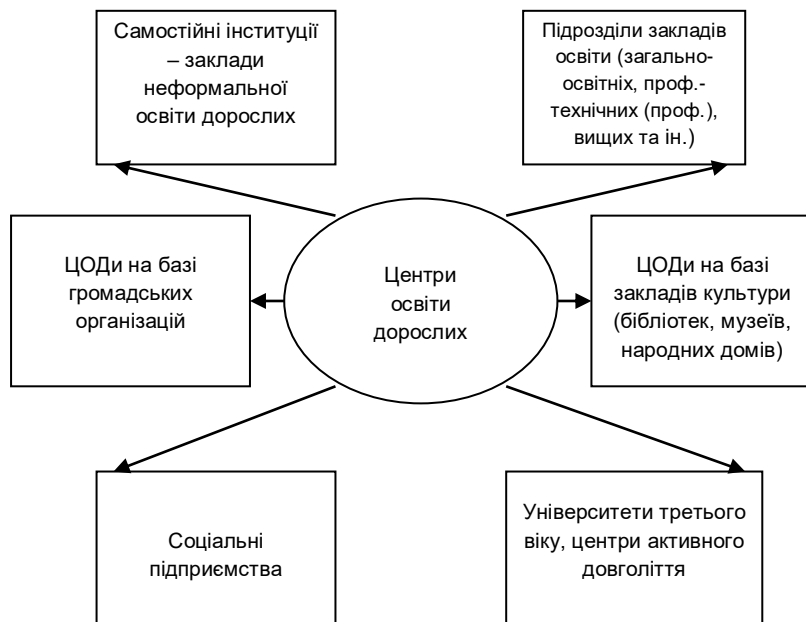 Самостійні інституції
– заклади
неформальної
освіти дорослих
Підрозділи закладів
освіти (загально-
освітніх, проф.-
технічних (проф.),
вищих та ін.)
ЦОДи на базі
громадських
організацій
Центри
освіти
дорослих
ЦОДи на базі
закладів культури
(бібліотек, музеїв,
народних домів)
Соціальні
підприємства
Університети третього
віку, центри активного
довголіття